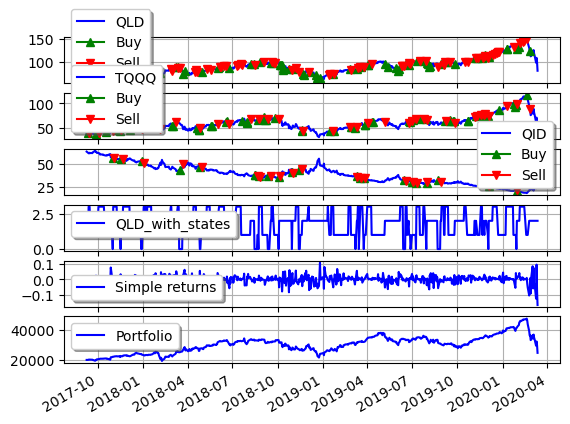 QLD
Buy
Sell
150
100
TQQQ
Buy
Sell
100
50
QID
Buy
Sell
50
25
QLD_with_states
2.5
0.0
Simple returns
0.1
0.0
−0.1
Portfolio
40000
20000
2017-10
2018-01
2018-04
2018-07
2018-10
2019-01
2019-04
2019-07
2019-10
2020-01
2020-04